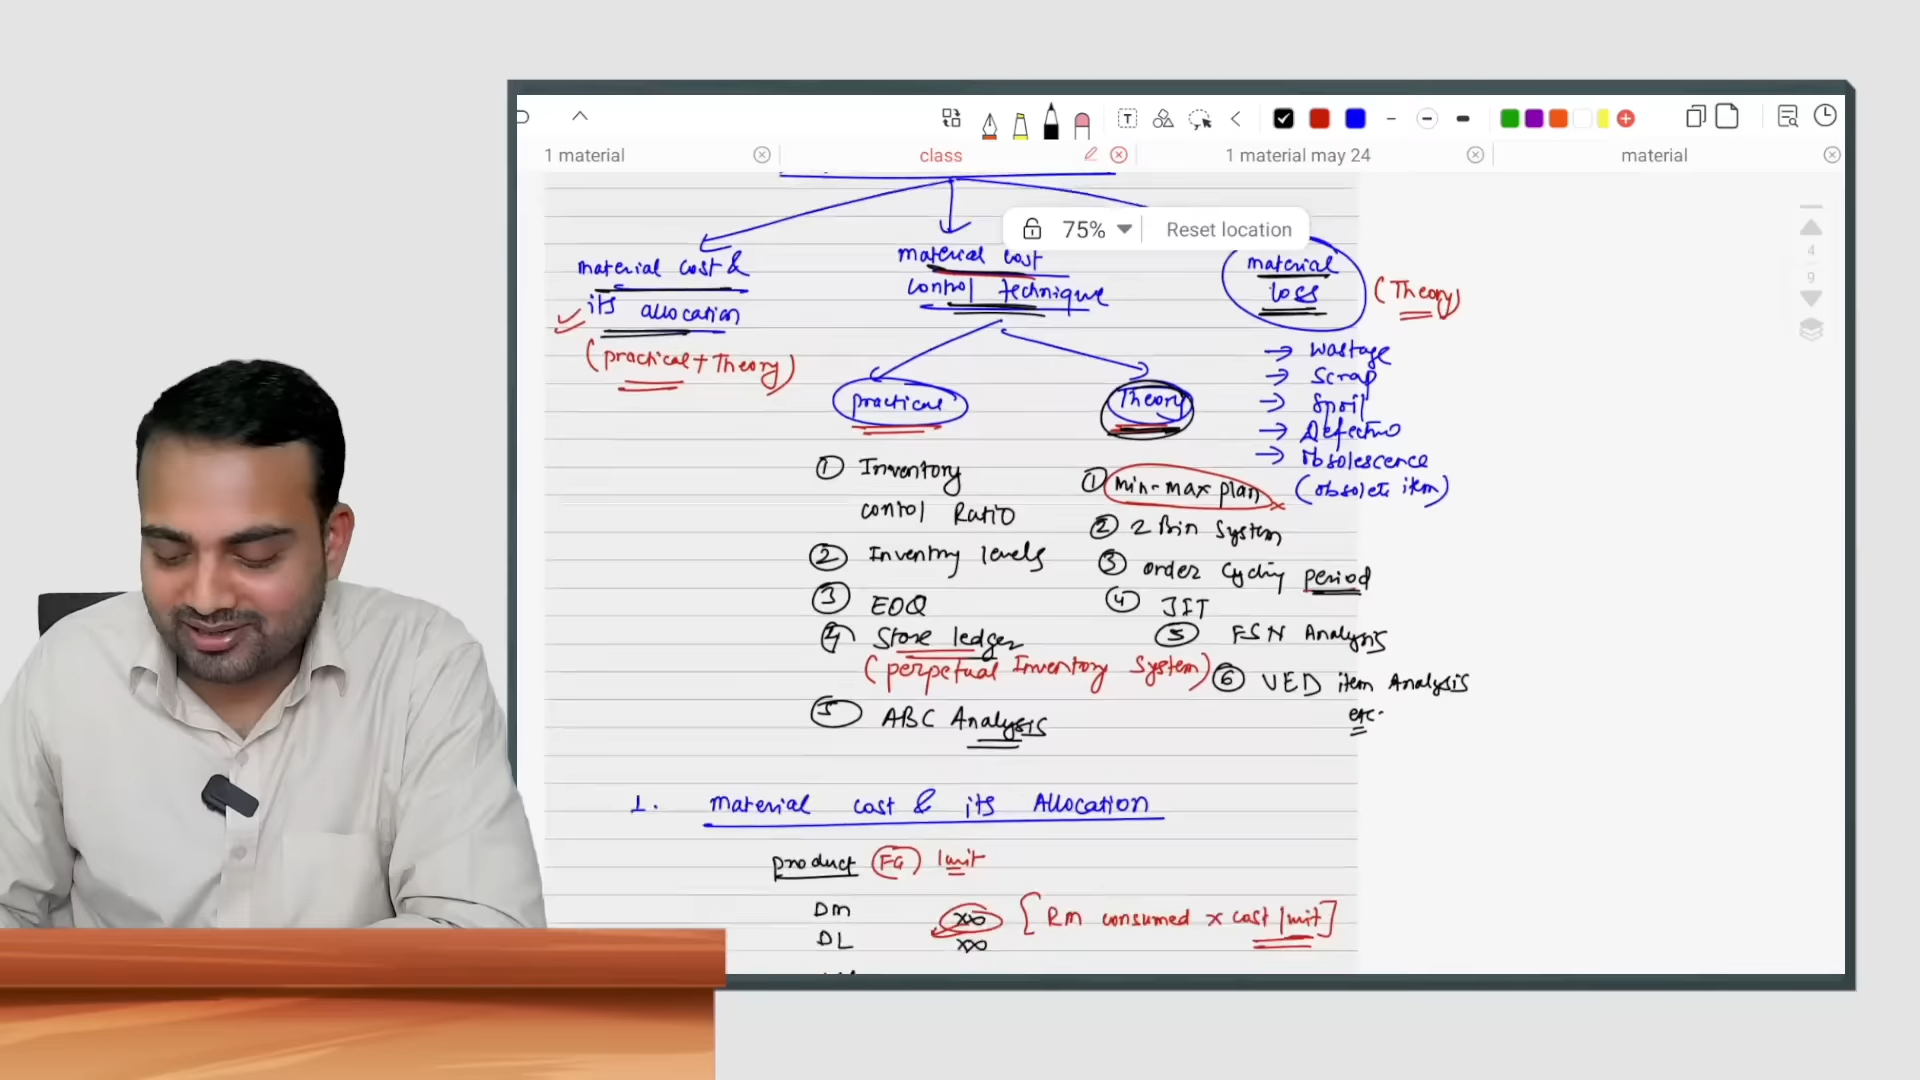 1 material
class
1 material may 24
material
75%
Reset location
4
9
material cost &
its allocation
(practical + Theory)
material cost
control technique
material
loss
(Theory)
→ Wastage
→ Scrap
→ Spoil
→ Defective
→ Obsolescence
(obsolete item)
practical
① Inventory
control Ratio
② Inventory levels
③ EOQ
④ Store ledger
(perpetual Inventory System)
⑤ ABC Analysis
Theory
① min-max plan
② 2 Bin System
③ order cycling period
④ JIT
⑤ FSN Analysis
⑥ VED item Analysis
etc.
1. material cost & its Allocation
product (FG) 1 unit
DM xx [RM consumed x cost/unit]
DL xx